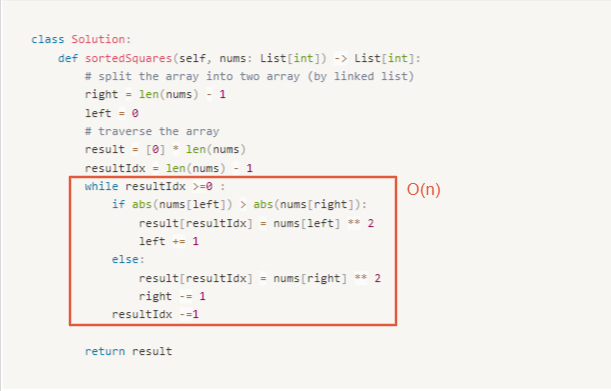 class Solution:
def sortedSquares(self, nums: List[int]) -> List[int]:
# split the array into two array (by linked list)
right = len(nums) - 1
left = 0
# traverse the array
result = [0] * len(nums)
resultIdx = len(nums) - 1
while resultIdx >=0 :
O(n)
if abs(nums[left]) > abs(nums[right]):
result[resultIdx] = nums[left] ** 2
left += 1
else:
result[resultIdx] = nums[right] ** 2
right -= 1
resultIdx -=1
return result